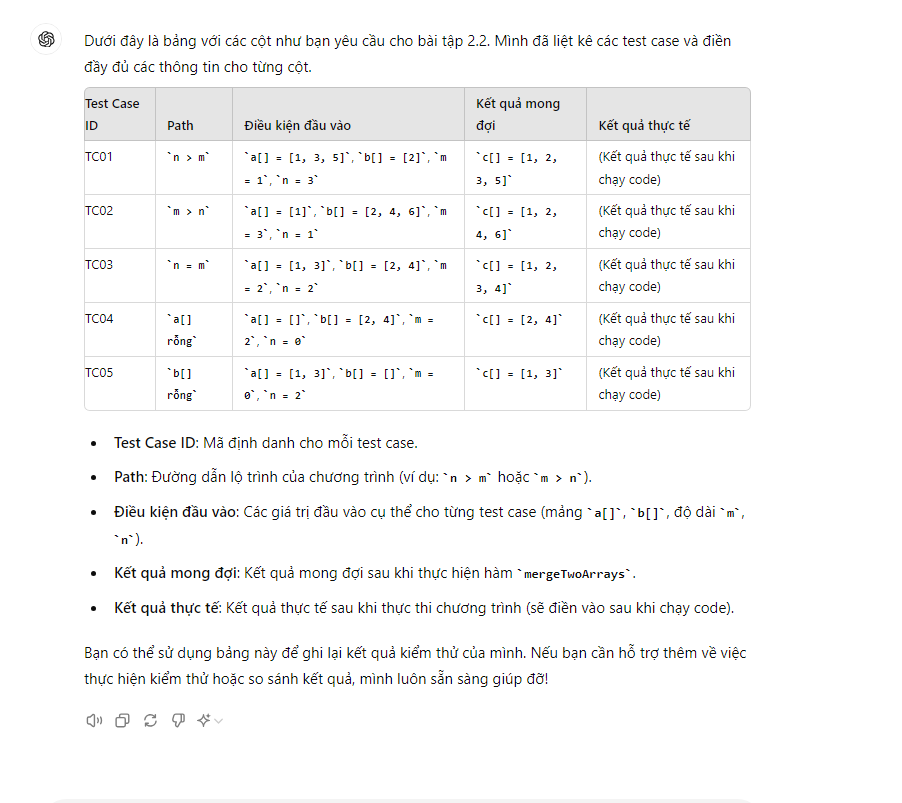 Dưới đây là bảng với các cột như bạn yêu cầu cho bài tập 2.2. Mình đã liệt kê các test case và điền
đầy đủ các thông tin cho từng cột.
Test Case ID | Path | Điều kiện đầu vào | Kết quả mong đợi | Kết quả thực tế
TC01 | `n > m` | `a[] = [1, 3, 5]`, `b[] = [2]`, `m = 1`, `n = 3` | `c[] = [1, 2, 3, 5]` | (Kết quả thực tế sau khi chạy code)
TC02 | `m > n` | `a[] = [1]`, `b[] = [2, 4, 6]`, `m = 3`, `n = 1` | `c[] = [1, 2, 4, 6]` | (Kết quả thực tế sau khi chạy code)
TC03 | `n = m` | `a[] = [1, 3]`, `b[] = [2, 4]`, `m = 2`, `n = 2` | `c[] = [1, 2, 3, 4]` | (Kết quả thực tế sau khi chạy code)
TC04 | `a[] rỗng` | `a[] = []`, `b[] = [2, 4]`, `m = 2`, `n = 0` | `c[] = [2, 4]` | (Kết quả thực tế sau khi chạy code)
TC05 | `b[] rỗng` | `a[] = [1, 3]`, `b[] = []`, `m = 0`, `n = 2` | `c[] = [1, 3]` | (Kết quả thực tế sau khi chạy code)
• Test Case ID: Mã định danh cho mỗi test case.
• Path: Đường dẫn lộ trình của chương trình (ví dụ: `n > m` hoặc `m > n`).
• Điều kiện đầu vào: Các giá trị đầu vào cụ thể cho từng test case (mảng `a[]`, `b[]`, độ dài `m`,
`n`).
• Kết quả mong đợi: Kết quả mong đợi sau khi thực hiện hàm `mergeTwoArrays`.
• Kết quả thực tế: Kết quả thực tế sau khi thực thi chương trình (sẽ điền vào sau khi chạy code).
Bạn có thể sử dụng bảng này để ghi lại kết quả kiểm thử của mình. Nếu bạn cần hỗ trợ thêm về việc
thực hiện kiểm thử hoặc so sánh kết quả, mình luôn sẵn sàng giúp đỡ!